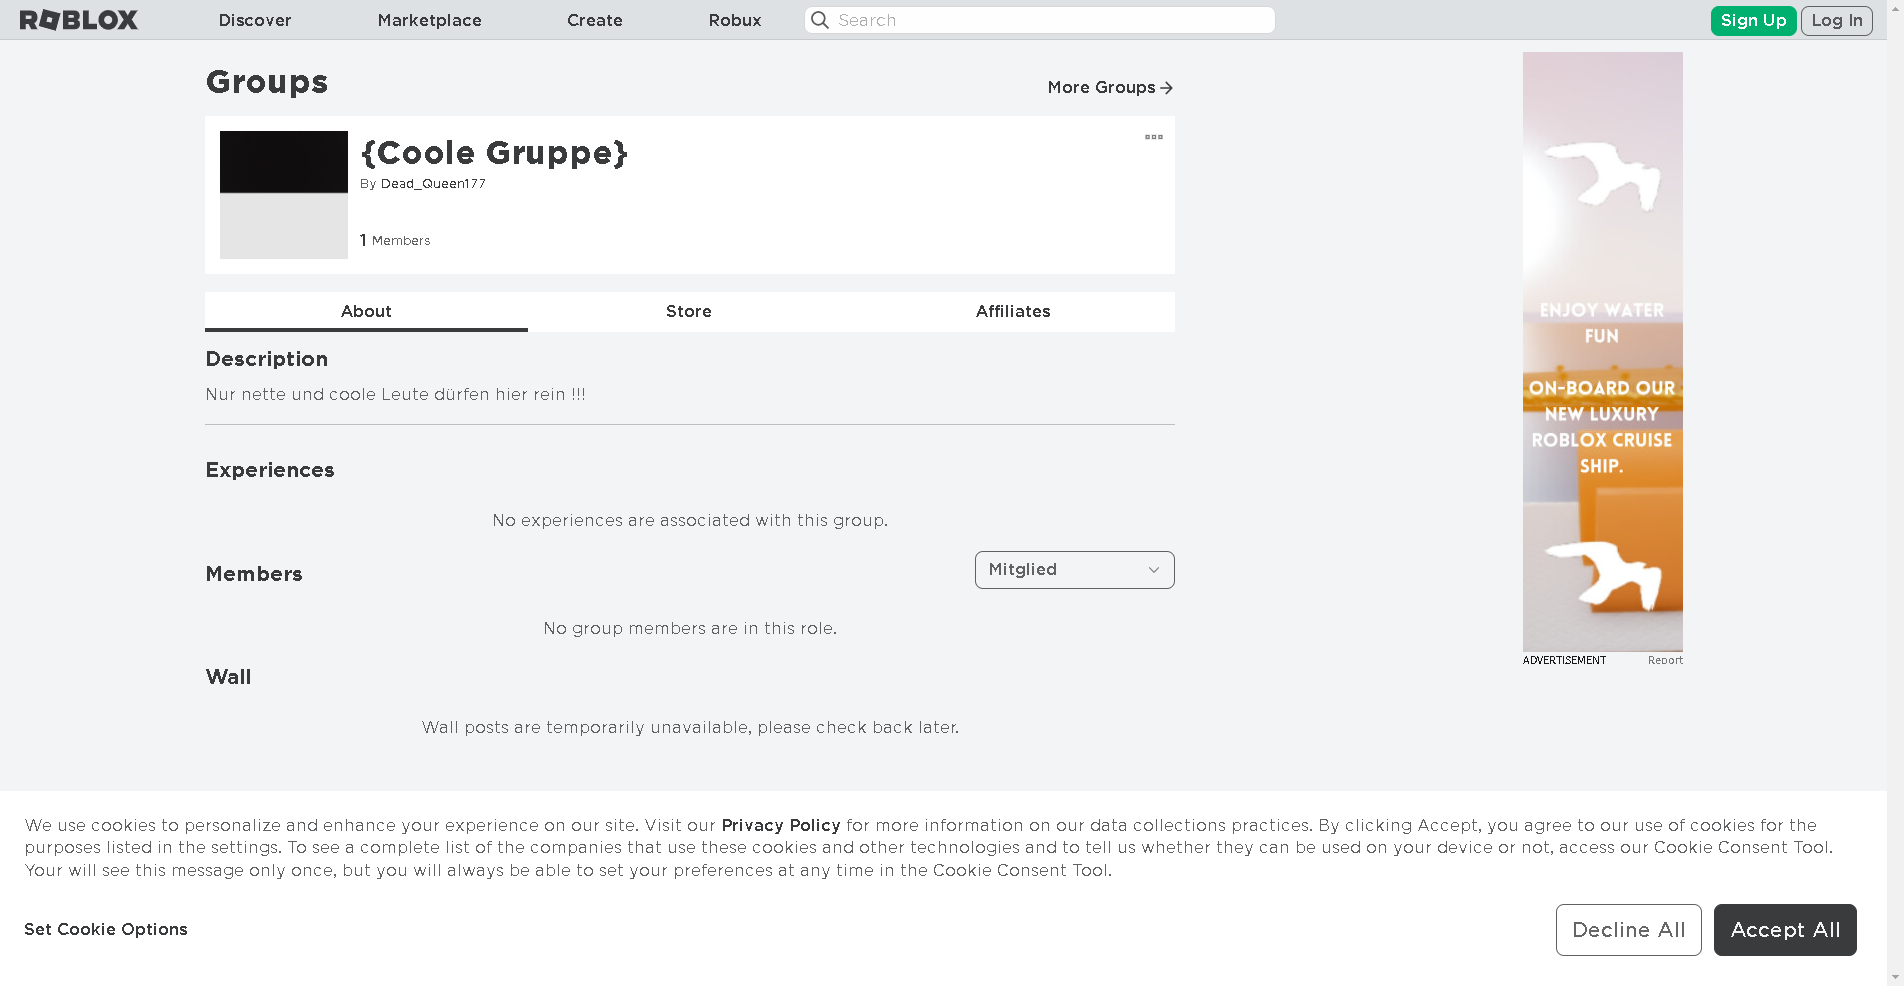 ROBLOX Discover Marketplace Create Robux Search Sign Up Log In
Groups
More Groups
{Coole Gruppe}
By Dead_Queen177
1 Members
About Store Affiliates
Description
Nur nette und coole Leute dürfen hier rein !!!
Experiences
No experiences are associated with this group.
Members
Mitglied
No group members are in this role.
Wall
Wall posts are temporarily unavailable, please check back later.
ENJOY WATER
FUN
ON-BOARD OUR
NEW LUXURY
ROBLOX CRUISE
SHIP.
ADVERTISEMENT Report
We use cookies to personalize and enhance your experience on our site. Visit our Privacy Policy for more information on our data collections practices. By clicking Accept, you agree to our use of cookies for the
purposes listed in the settings. To see a complete list of the companies that use these cookies and other technologies and to tell us whether they can be used on your device or not, access our Cookie Consent Tool.
Your will see this message only once, but you will always be able to set your preferences at any time in the Cookie Consent Tool.
Set Cookie Options
Decline All
Accept All